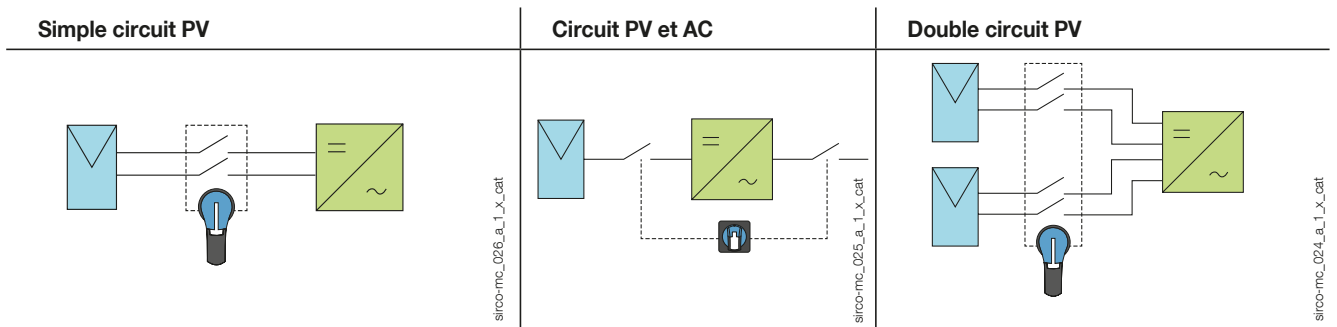 Simple circuit PV
Circuit PV et AC
Double circuit PV
sirco-mc_026_a_1_x_cat
sirco-mc_025_a_1_x_cat
sirco-mc_024_a_1_x_cat